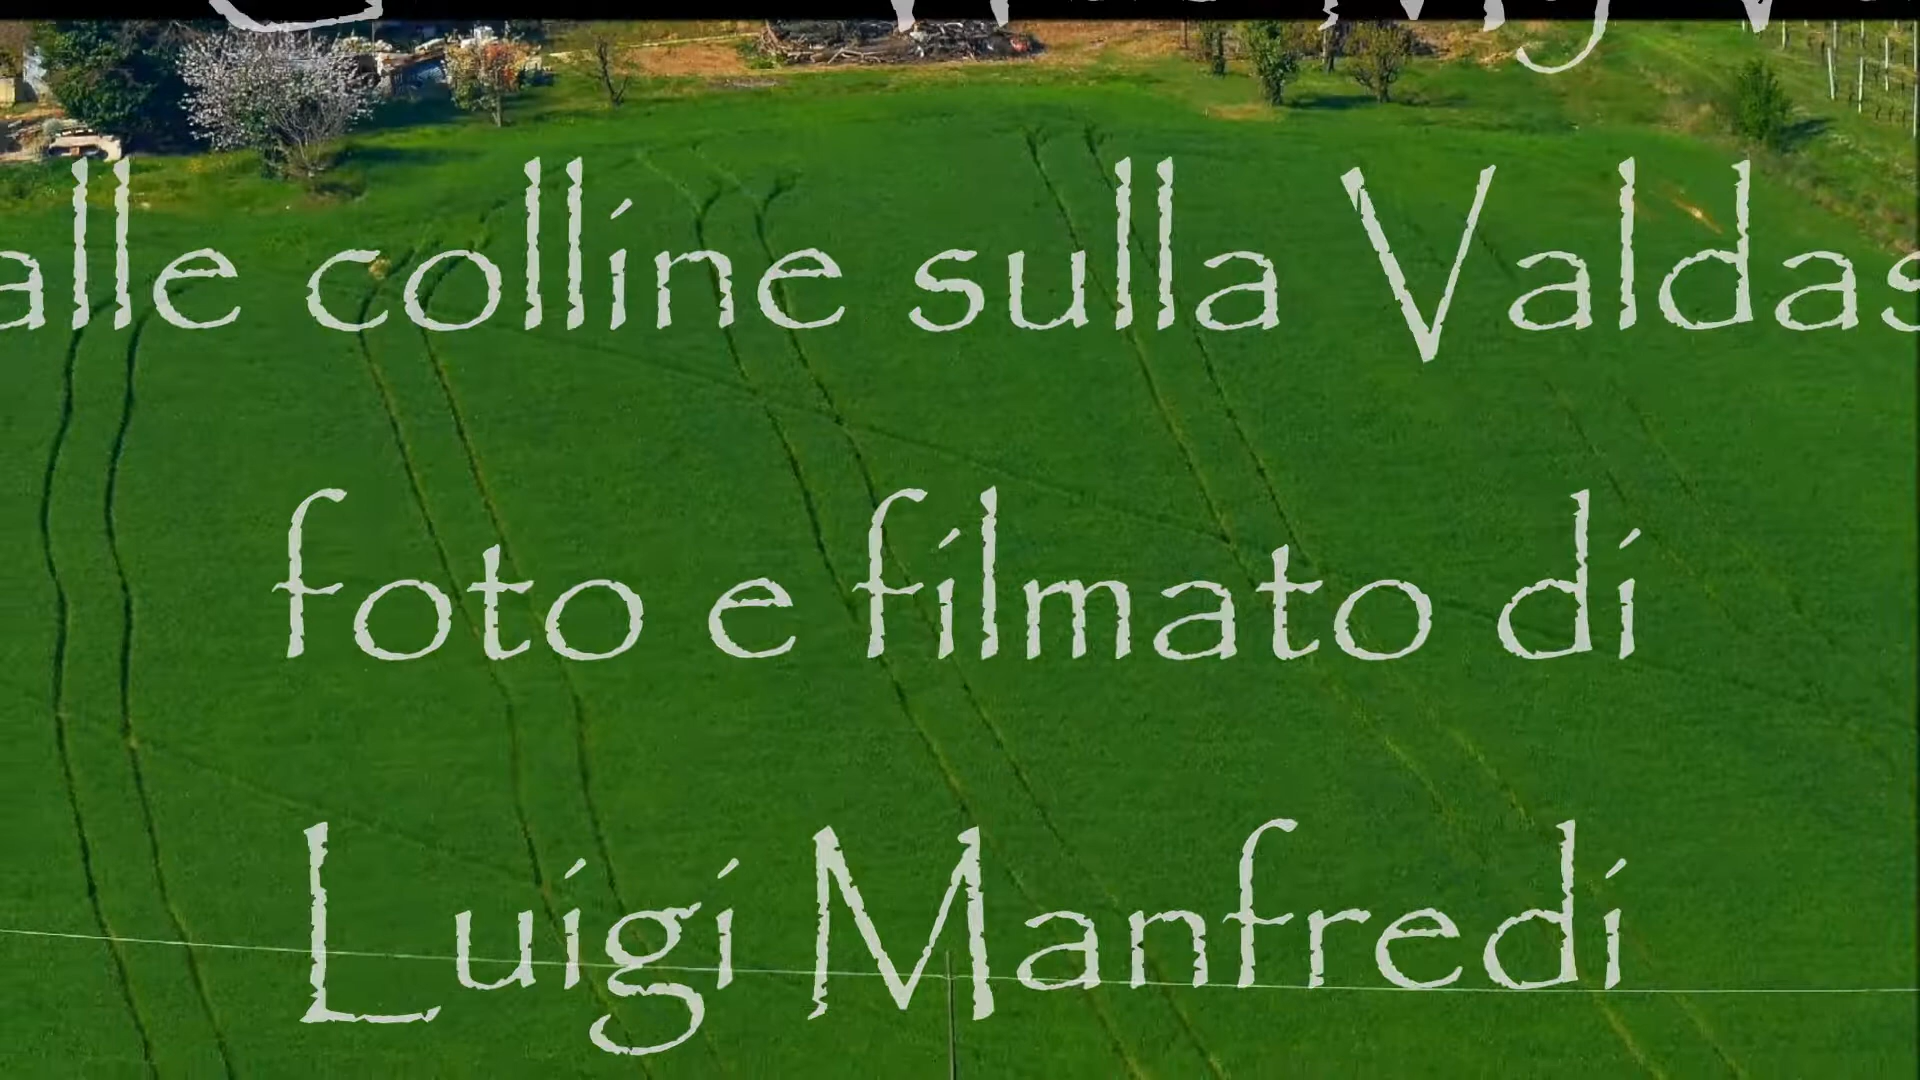 alle colline sulla Valdas
foto e filmato di
Luigi Manfredi